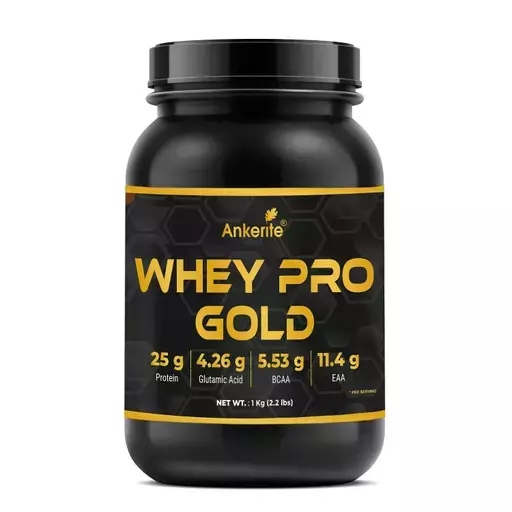 Ankerite®
WHEY PRO
GOLD
25 g 4.26 g 5.53 g 11.4 g
Protein Glutamic Acid BCAA EAA
* PER SERVING
NET WT. : 1 Kg (2.2 lbs)